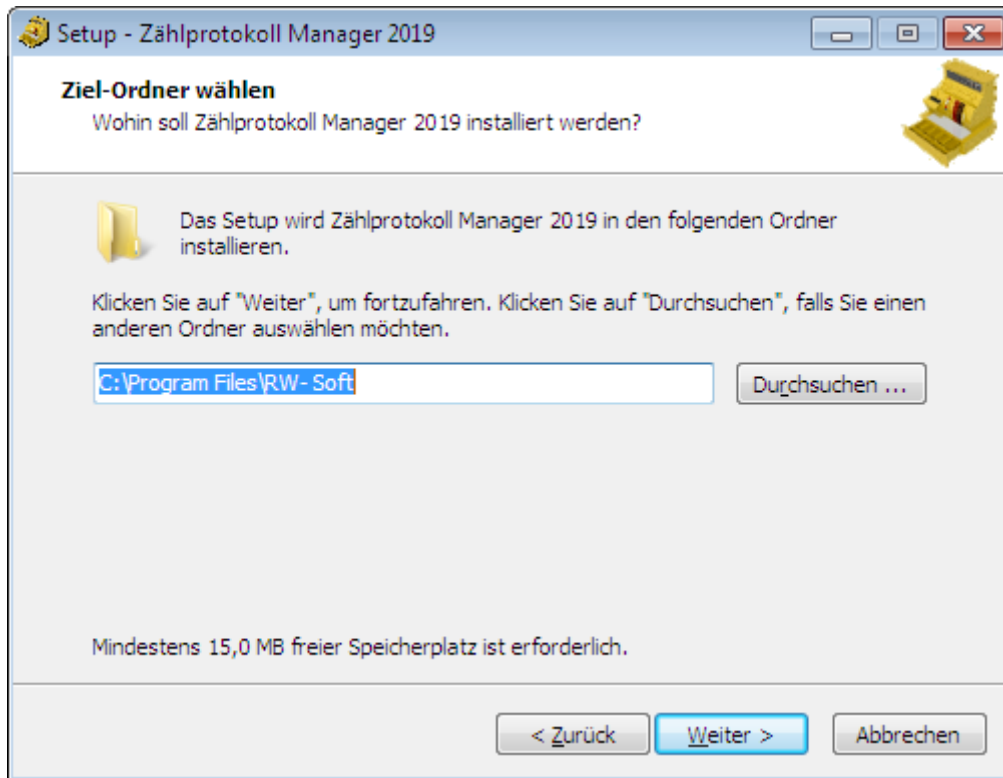 Setup - Zählprotokoll Manager 2019
Ziel-Ordner wählen
Wohin soll Zählprotokoll Manager 2019 installiert werden?
Das Setup wird Zählprotokoll Manager 2019 in den folgenden Ordner
installieren.
Klicken Sie auf "Weiter", um fortzufahren. Klicken Sie auf "Durchsuchen", falls Sie einen
anderen Ordner auswählen möchten.
C:\Program Files\RW- Soft
Durchsuchen ...
Mindestens 15,0 MB freier Speicherplatz ist erforderlich.
< Zurück
Weiter >
Abbrechen